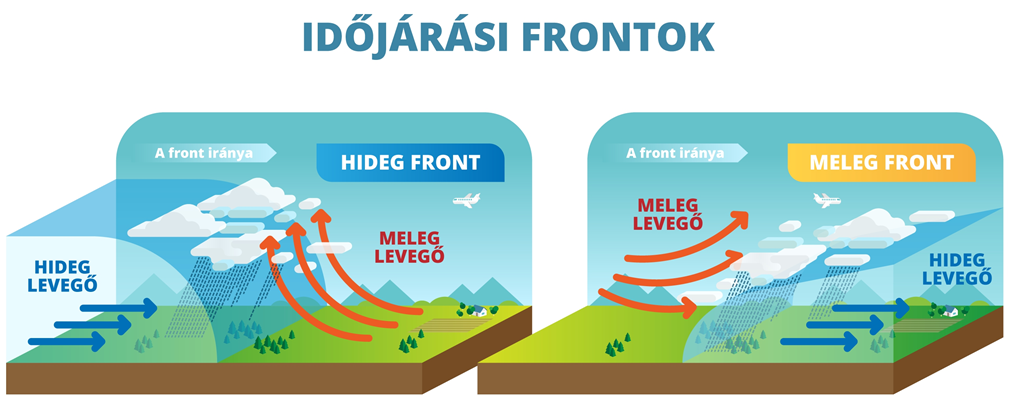 IDŐJÁRÁSI FRONTOK
A front iránya
HIDEG FRONT
MELEG
LEVEGŐ
HIDEG
LEVEGŐ
A front iránya
MELEG FRONT
MELEG
LEVEGŐ
HIDEG
LEVEGŐ